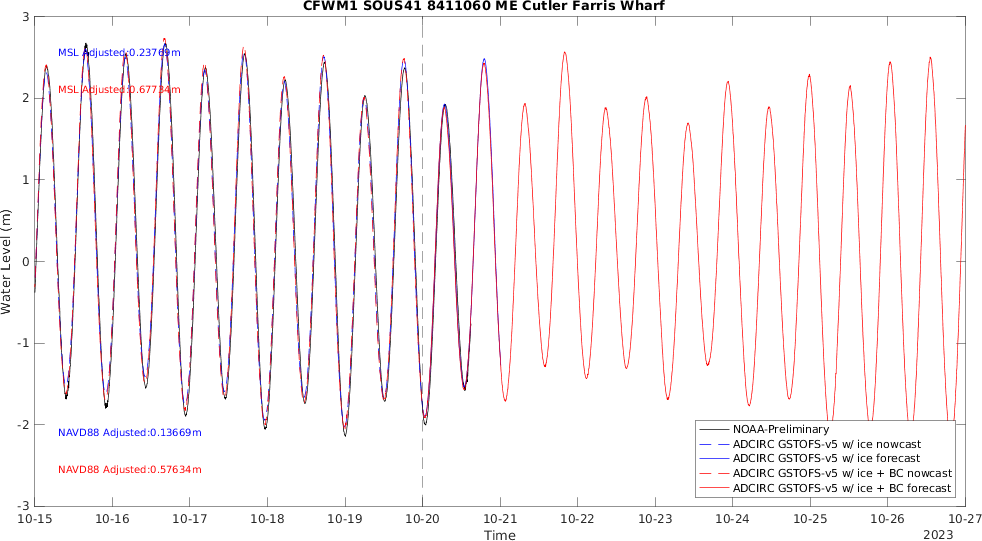 CFWM1 SOUS41 8411060 ME Cutler Farris Wharf
3
MSL Adjusted:0.23769m
MSL Adjusted:0.67734m
2
1
0
-1
-2
-3
Water Level (m)
NAVD88 Adjusted:0.13669m
NAVD88 Adjusted:0.57634m
NOAA-Preliminary
ADCIRC GSTOFS-v5 w/ ice nowcast
ADCIRC GSTOFS-v5 w/ ice forecast
ADCIRC GSTOFS-v5 w/ ice + BC nowcast
ADCIRC GSTOFS-v5 w/ ice + BC forecast
10-15 10-16 10-17 10-18 10-19 10-20 10-21 10-22 10-23 10-24 10-25 10-26 10-27
Time
2023